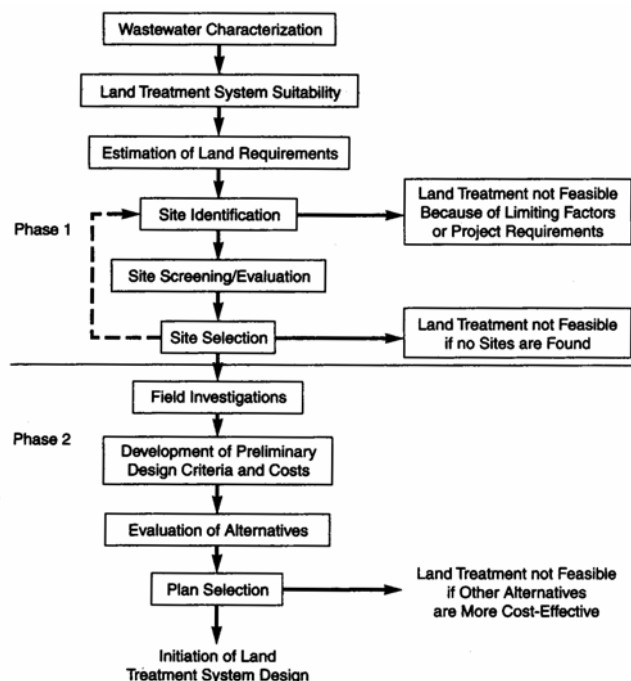 Wastewater Characterization
Land Treatment System Suitability
Estimation of Land Requirements
Phase 1
Site Identification
Land Treatment not Feasible
Because of Limiting Factors
or Project Requirements
Site Screening/Evaluation
Site Selection
Land Treatment not Feasible
if no Sites are Found
Field Investigations
Phase 2
Development of Preliminary
Design Criteria and Costs
Evaluation of Alternatives
Plan Selection
Land Treatment not Feasible
if Other Alternatives
are More Cost-Effective
Initiation of Land
Treatment System Design